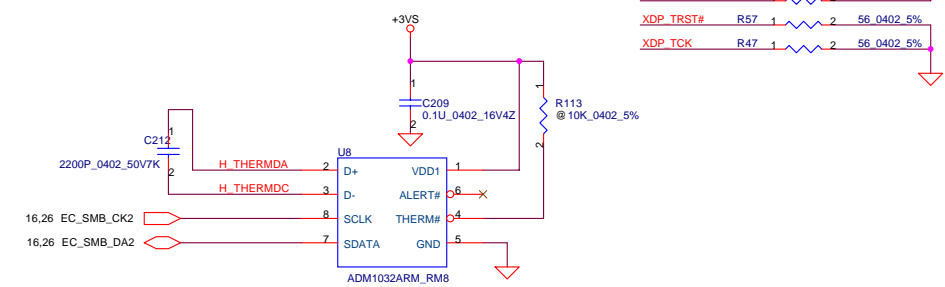 XDP_TRST# R57 1 2 56_0402_5%
XDP_TCK R47 1 2 56_0402_5%
+3VS
1
C209
0.1U_0402_16V4Z
2
1
R113
@ 10K_0402_5%
2
1
C212
2200P_0402_50V7K
2
U8
H_THERMDA 2 D+ VDD1 1
H_THERMDC 3 D- ALERT# 6
16,26 EC_SMB_CK2 8 SCLK THERM# 4
16,26 EC_SMB_DA2 7 SDATA GND 5
ADM1032ARM_RM8